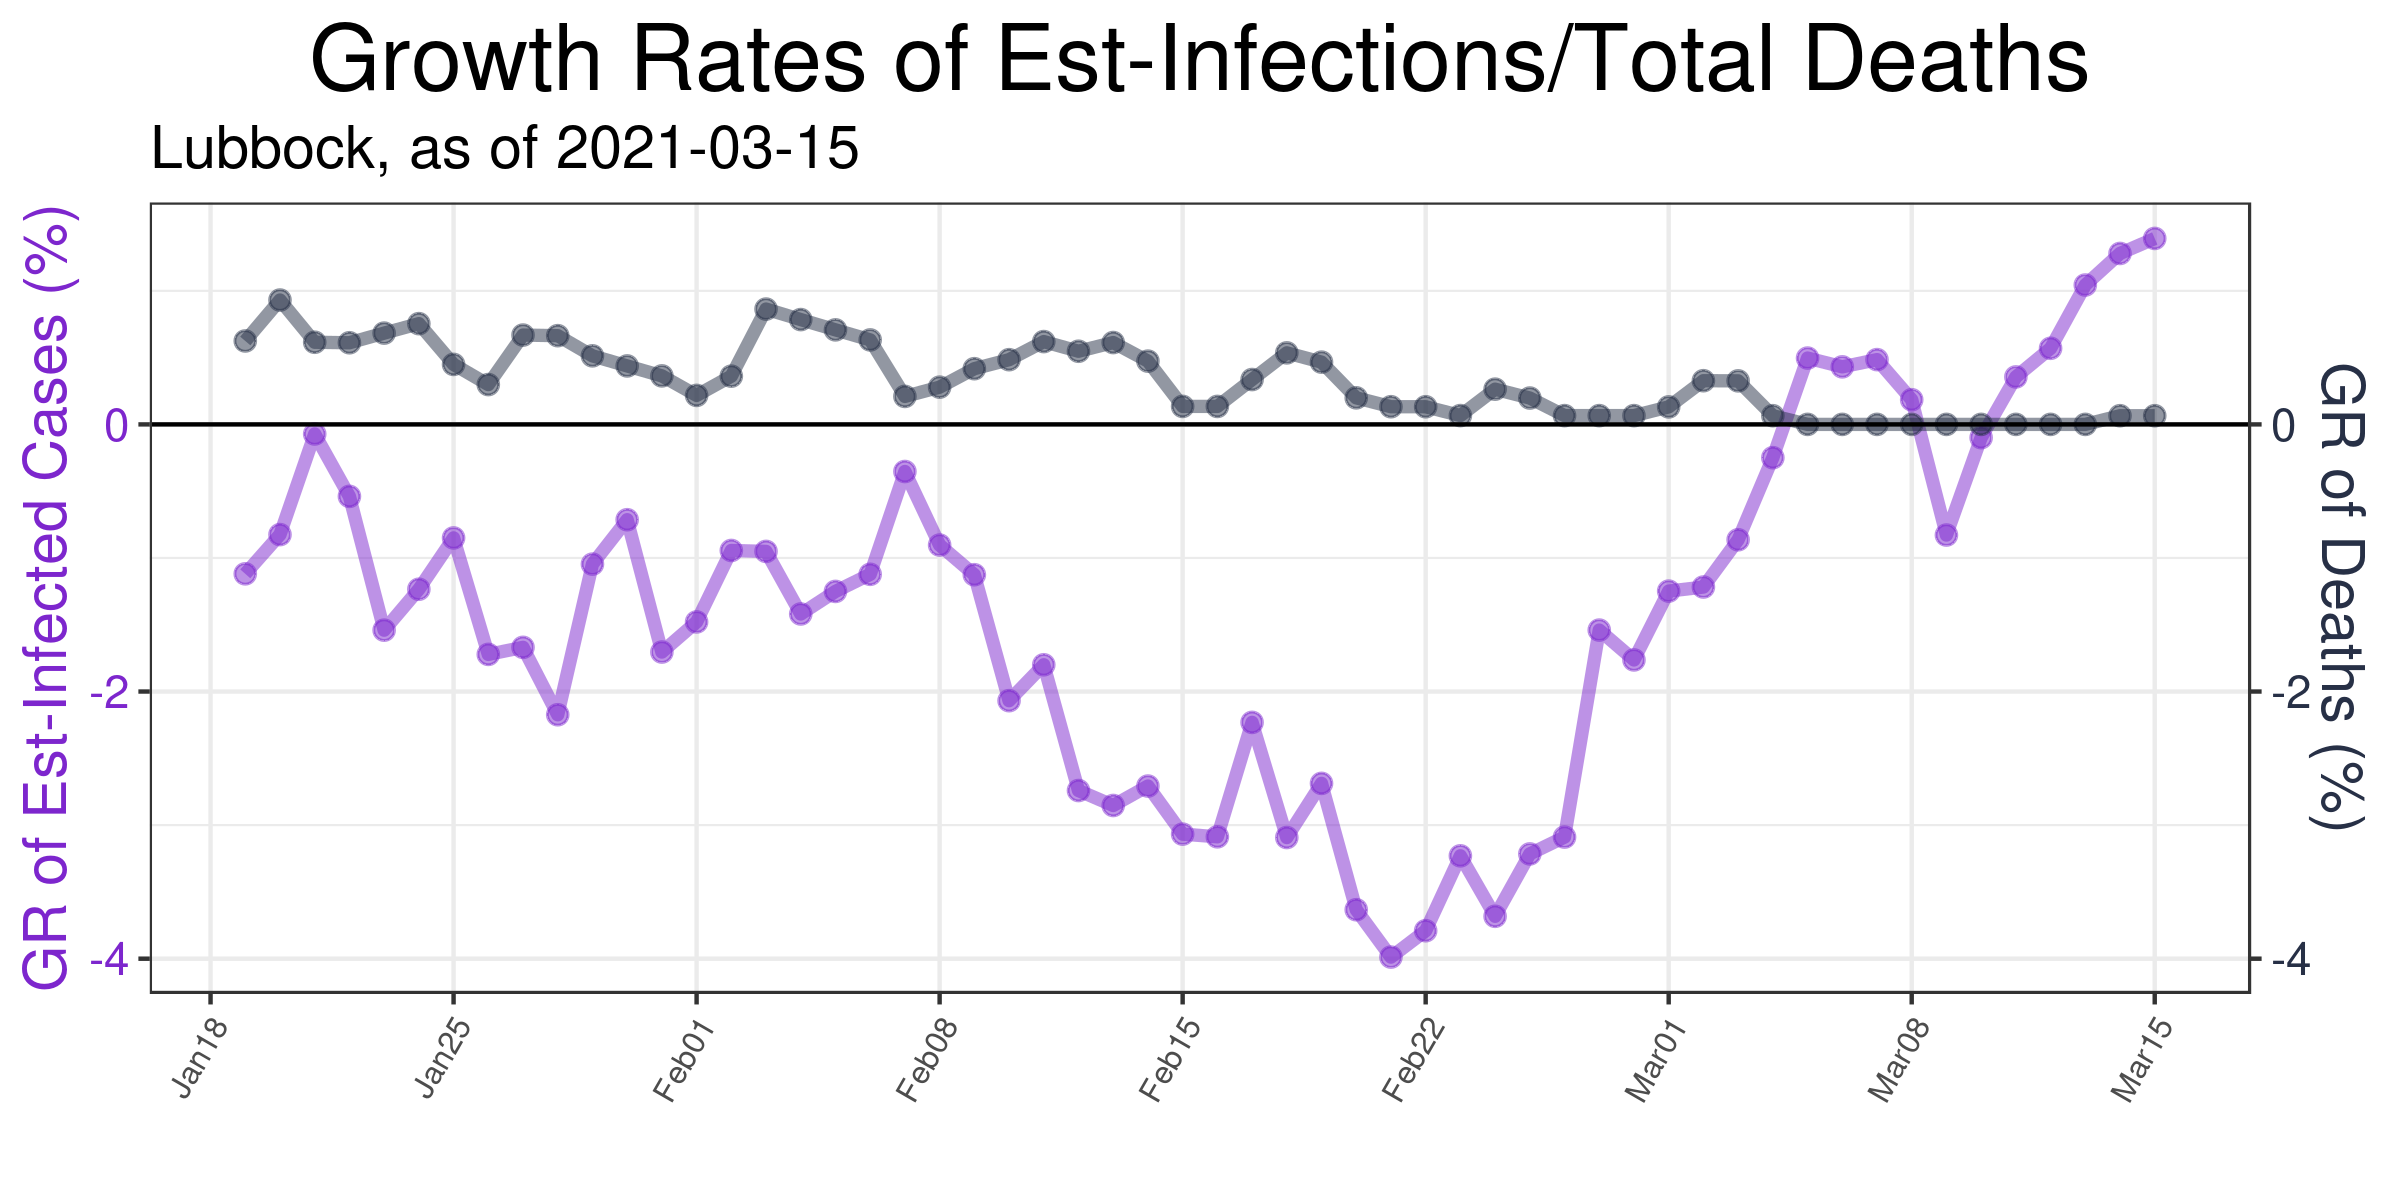 Growth Rates of Est-Infections/Total Deaths
Lubbock, as of 2021-03-15
GR of Est-Infected Cases (%)
0
-2
-4
0
-2
-4
GR of Deaths (%)
Jan18
Jan25
Feb01
Feb08
Feb15
Feb22
Mar01
Mar08
Mar15